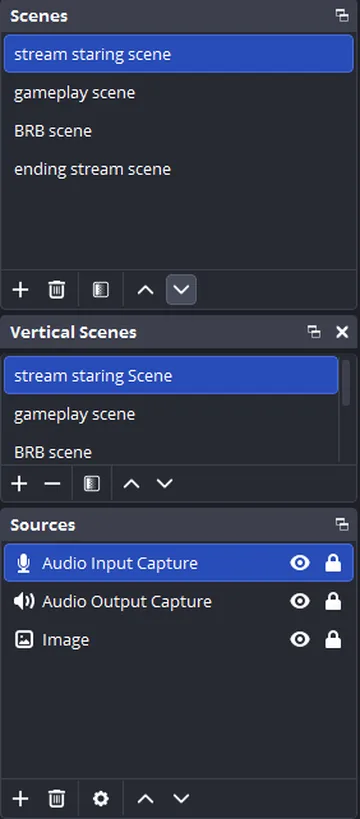 Scenes
stream staring scene
gameplay scene
BRB scene
ending stream scene
Vertical Scenes
stream staring Scene
gameplay scene
BRB scene
Sources
Audio Input Capture
Audio Output Capture
Image